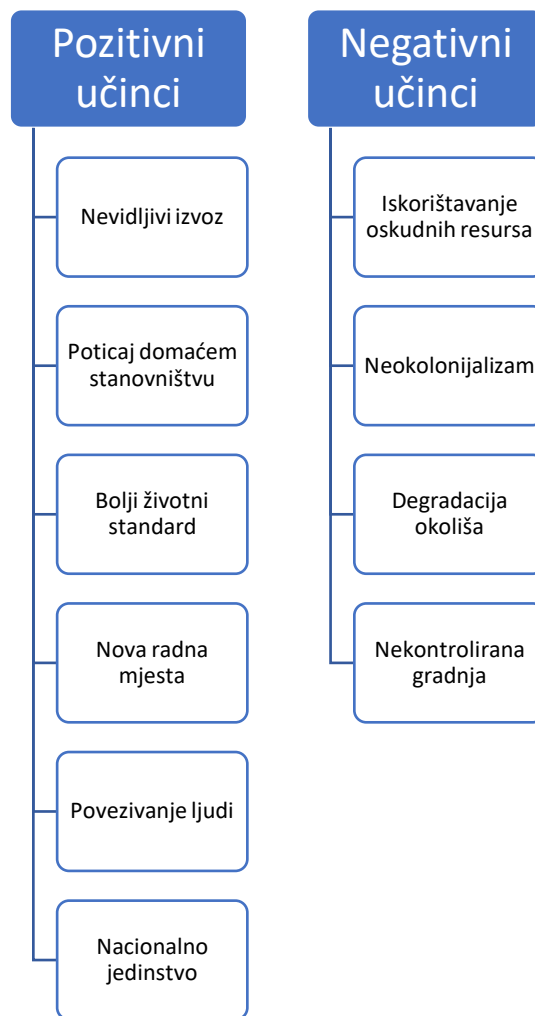 Pozitivni
učinci
Nevidljivi izvoz
Poticaj domaćem
stanovništvu
Bolji životni
standard
Nova radna
mjesta
Povezivanje ljudi
Nacionalno
jedinstvo
Negativni
učinci
Iskorištavanje
oskudnih resursa
Neokolonijalizam
Degradacija
okoliša
Nekontrolirana
gradnja